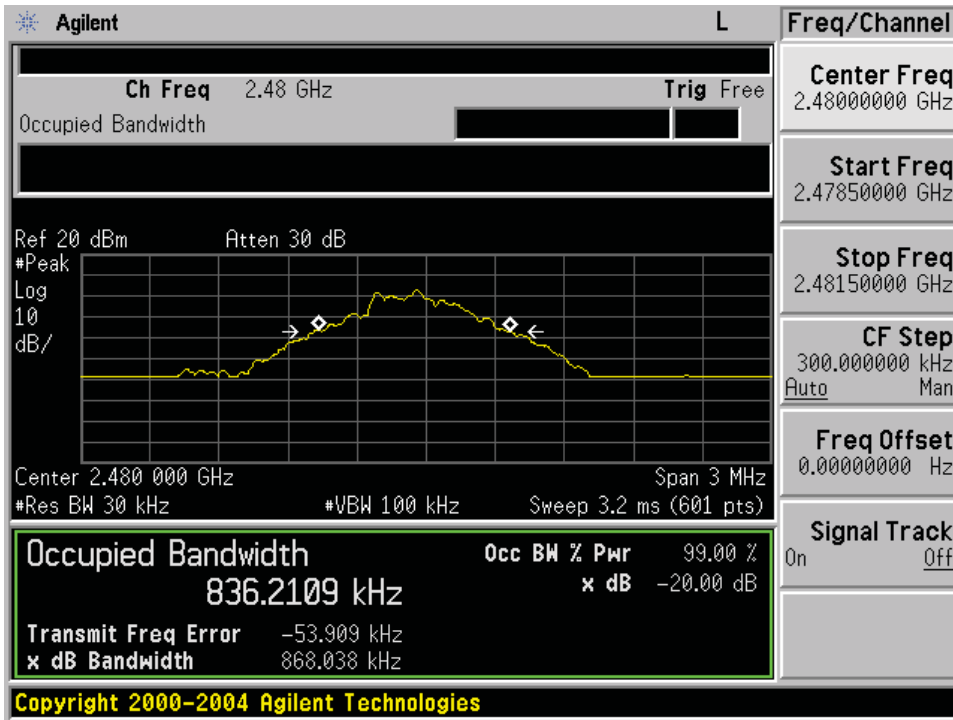 Agilent L
Freq/Channel
Ch Freq 2.48 GHz Trig Free
Occupied Bandwidth
Ref 20 dBm Atten 30 dB
#Peak
Log
10
dB/
Center 2.480 000 GHz Span 3 MHz
#Res BW 30 kHz #VBW 100 kHz Sweep 3.2 ms (601 pts)
Occupied Bandwidth
836.2109 kHz
Occ BW % Pwr 99.00 %
x dB -20.00 dB
Transmit Freq Error -53.909 kHz
x dB Bandwidth 868.038 kHz
Copyright 2000-2004 Agilent Technologies
Center Freq
2.48000000 GHz
Start Freq
2.47850000 GHz
Stop Freq
2.48150000 GHz
CF Step
300.000000 kHz
Auto Man
Freq Offset
0.00000000 Hz
Signal Track
On Off